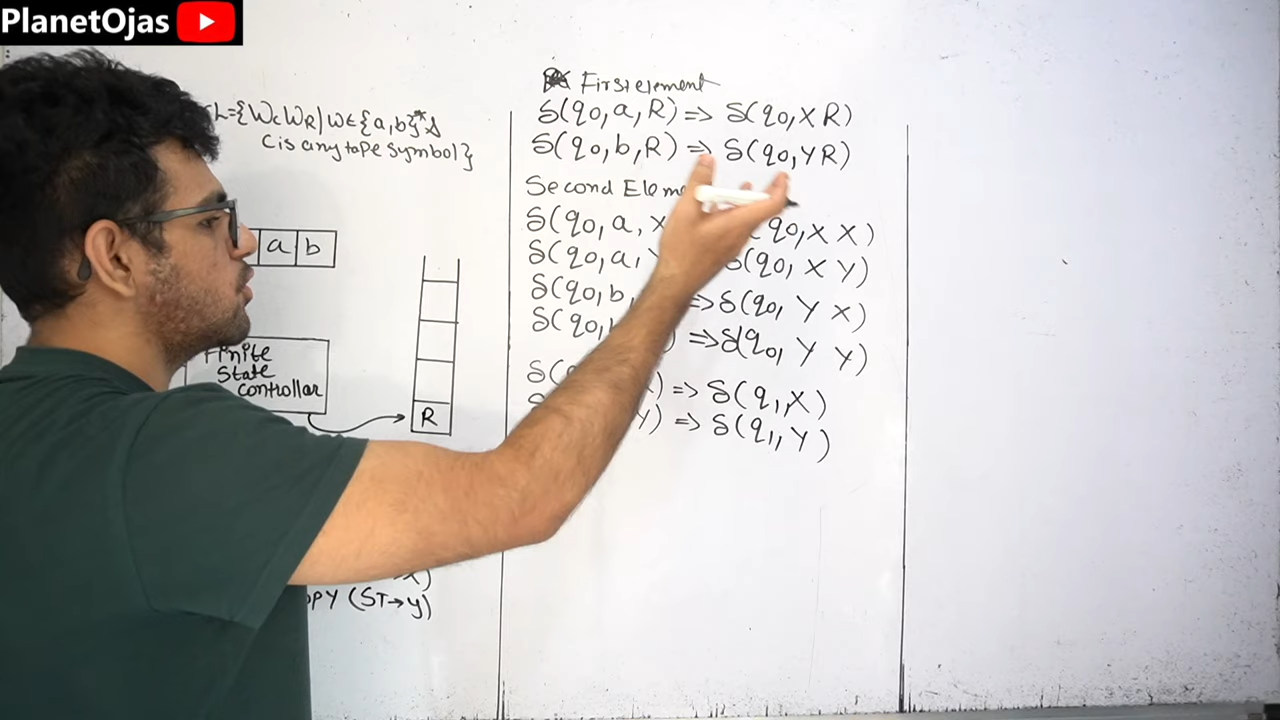 PlanetOjas
L={WcWR|w∈{a,b}*&
C is any tape symbol}
a b
Finite
State
Controller
R
(ST→y)
First element
δ(q0,a,R)=> δ(q0,XR)
δ(q0,b,R)=> δ(q0,YR)
Second
δ(q0,a,X (q0,X X)
δ(q0,a, δ(q0,X Y)
δ(q0,b, =>δ(q0, Y X)
δ(q0, =>δ(q0, Y Y)
δ( ) => δ(q1,X)
Y) => δ(q1,Y)